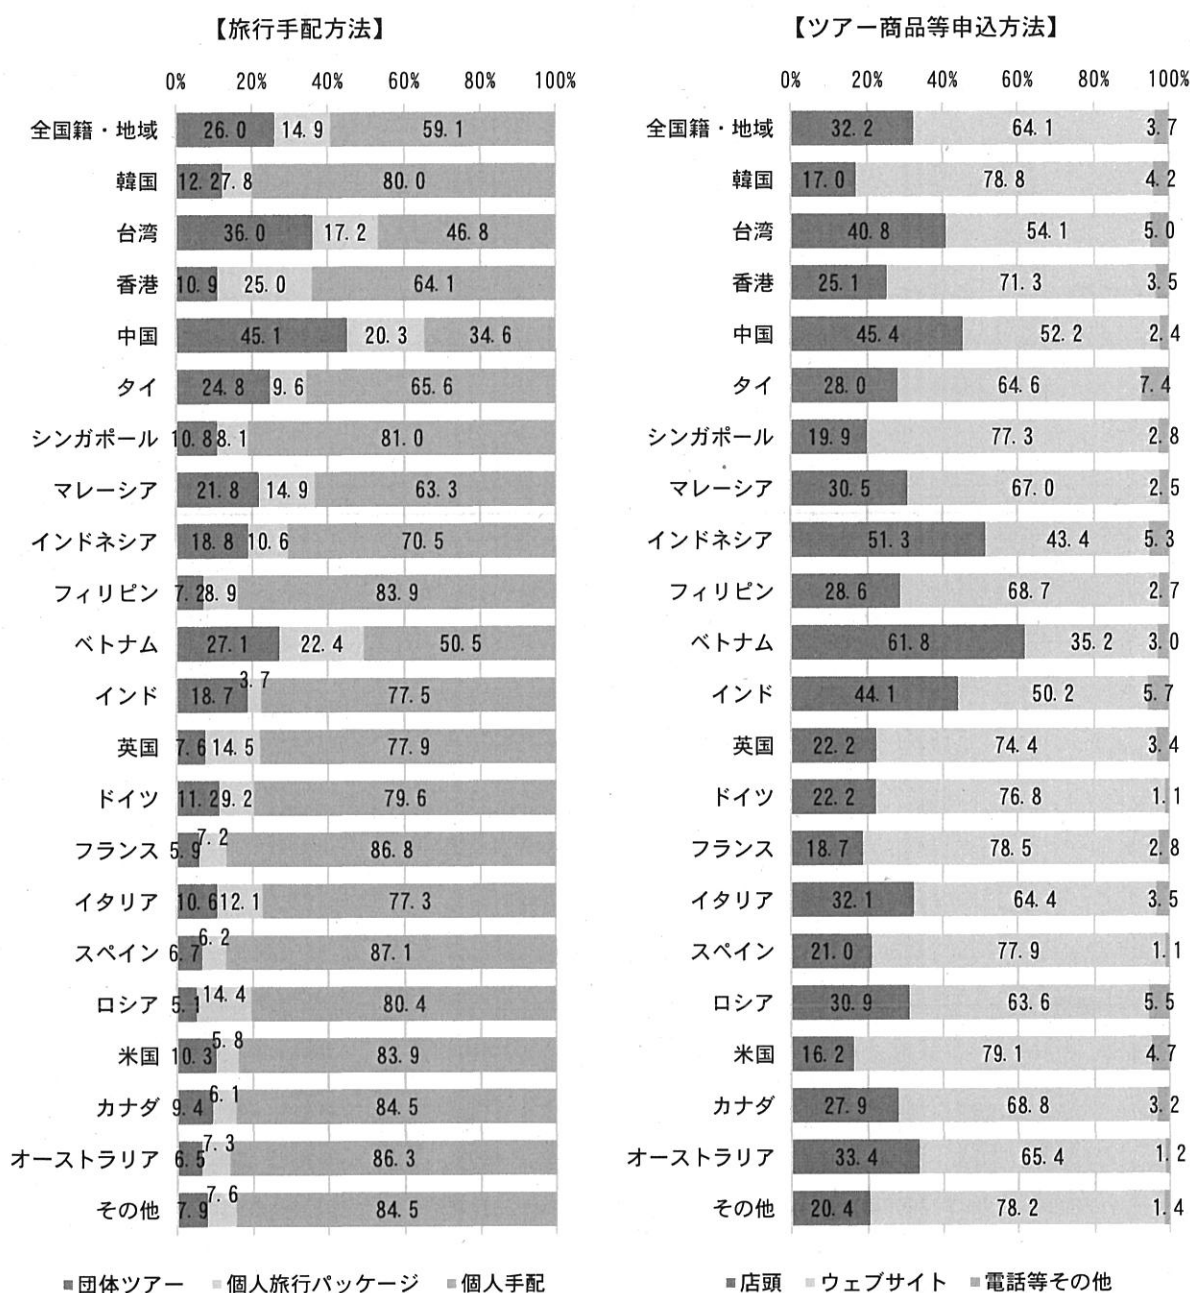 【旅行手配方法】
0% 20% 40% 60% 80% 100%
全国籍・地域 26.0 14.9 59.1
韓国 12.2 7.8 80.0
台湾 36.0 17.2 46.8
香港 10.9 25.0 64.1
中国 45.1 20.3 34.6
タイ 24.8 9.6 65.6
シンガポール 10.8 8.1 81.0
マレーシア 21.8 14.9 63.3
インドネシア 18.8 10.6 70.5
フィリピン 7.2 8.9 83.9
ベトナム 27.1 22.4 50.5
インド 18.7 3.7 77.5
英国 7.6 14.5 77.9
ドイツ 11.2 9.2 79.6
フランス 5.9 7.2 86.8
イタリア 10.6 12.1 77.3
スペイン 6.7 6.2 87.1
ロシア 5.1 14.4 80.4
米国 10.3 5.8 83.9
カナダ 9.4 6.1 84.5
オーストラリア 6.5 7.3 86.3
その他 7.9 7.6 84.5
■団体ツアー ■個人旅行パッケージ ■個人手配
【ツアー商品等申込方法】
0% 20% 40% 60% 80% 100%
全国籍・地域 32.2 64.1 3.7
韓国 17.0 78.8 4.2
台湾 40.8 54.1 5.0
香港 25.1 71.3 3.5
中国 45.4 52.2 2.4
タイ 28.0 64.6 7.4
シンガポール 19.9 77.3 2.8
マレーシア 30.5 67.0 2.5
インドネシア 51.3 43.4 5.3
フィリピン 28.6 68.7 2.7
ベトナム 61.8 35.2 3.0
インド 44.1 50.2 5.7
英国 22.2 74.4 3.4
ドイツ 22.2 76.8 1.1
フランス 18.7 78.5 2.8
イタリア 32.1 64.4 3.5
スペイン 21.0 77.9 1.1
ロシア 30.9 63.6 5.5
米国 16.2 79.1 4.7
カナダ 27.9 68.8 3.2
オーストラリア 33.4 65.4 1.2
その他 20.4 78.2 1.4
■店頭 ■ウェブサイト ■電話等その他